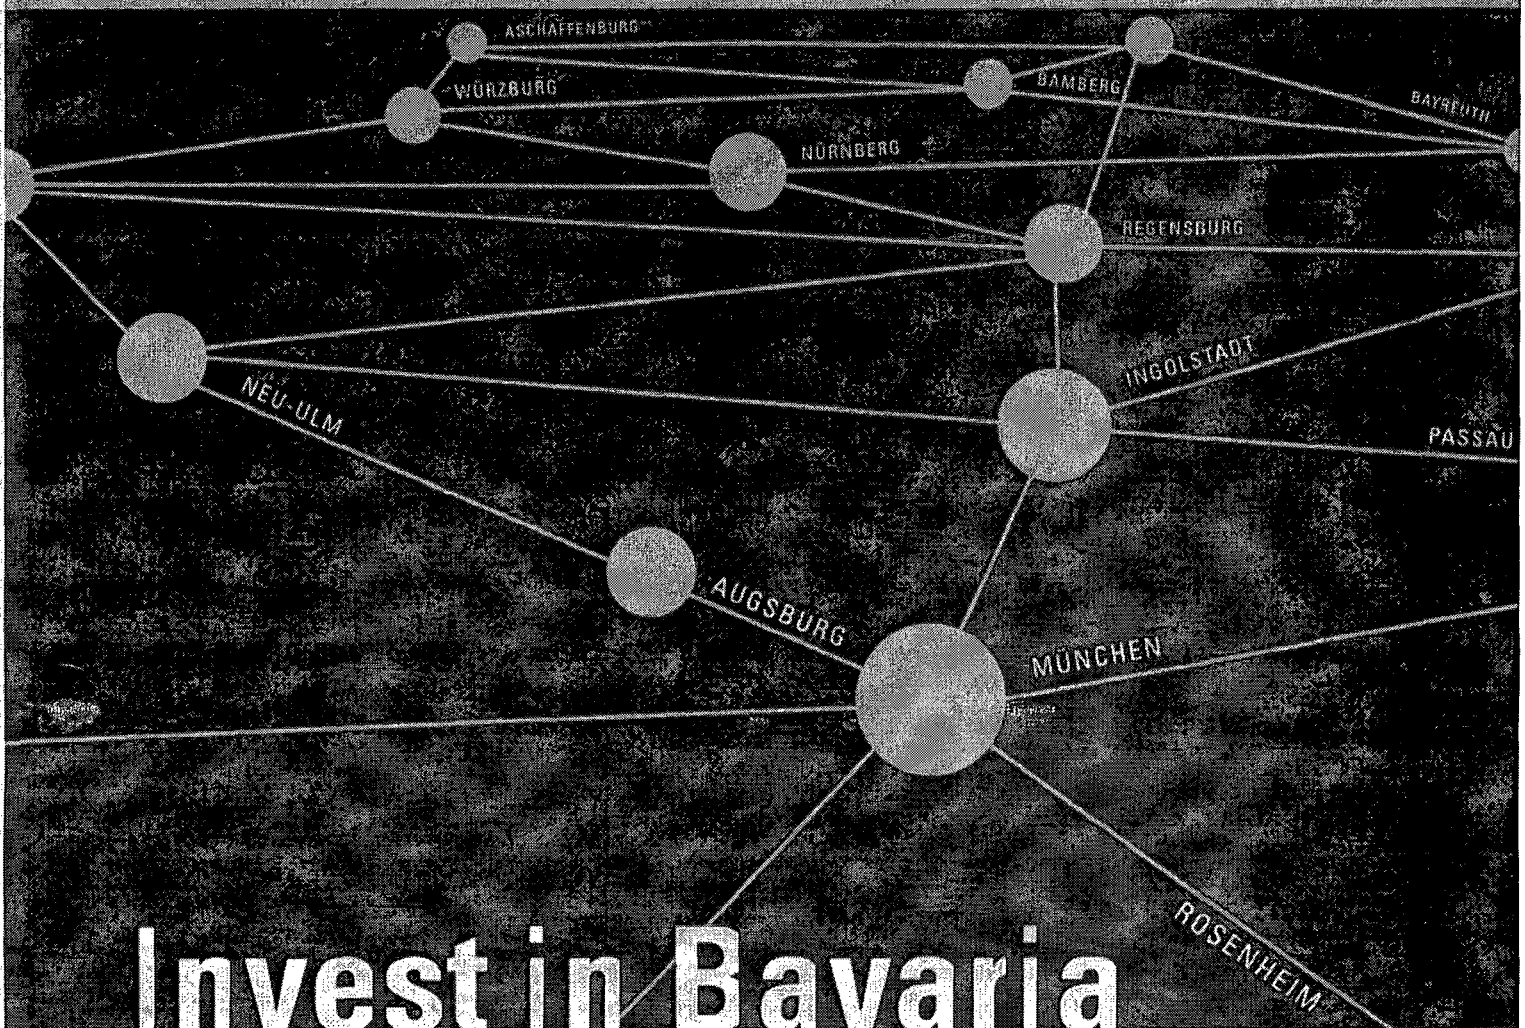 ASCHAFFENBURG
WÜRZBURG
BAMBERG
BAYREUTH
NÜRNBERG
REGENSBURG
INGOLSTADT
NEU-ULM
PASSAU
AUGSBURG
MÜNCHEN
ROSENHEIM
Invest in Bavaria